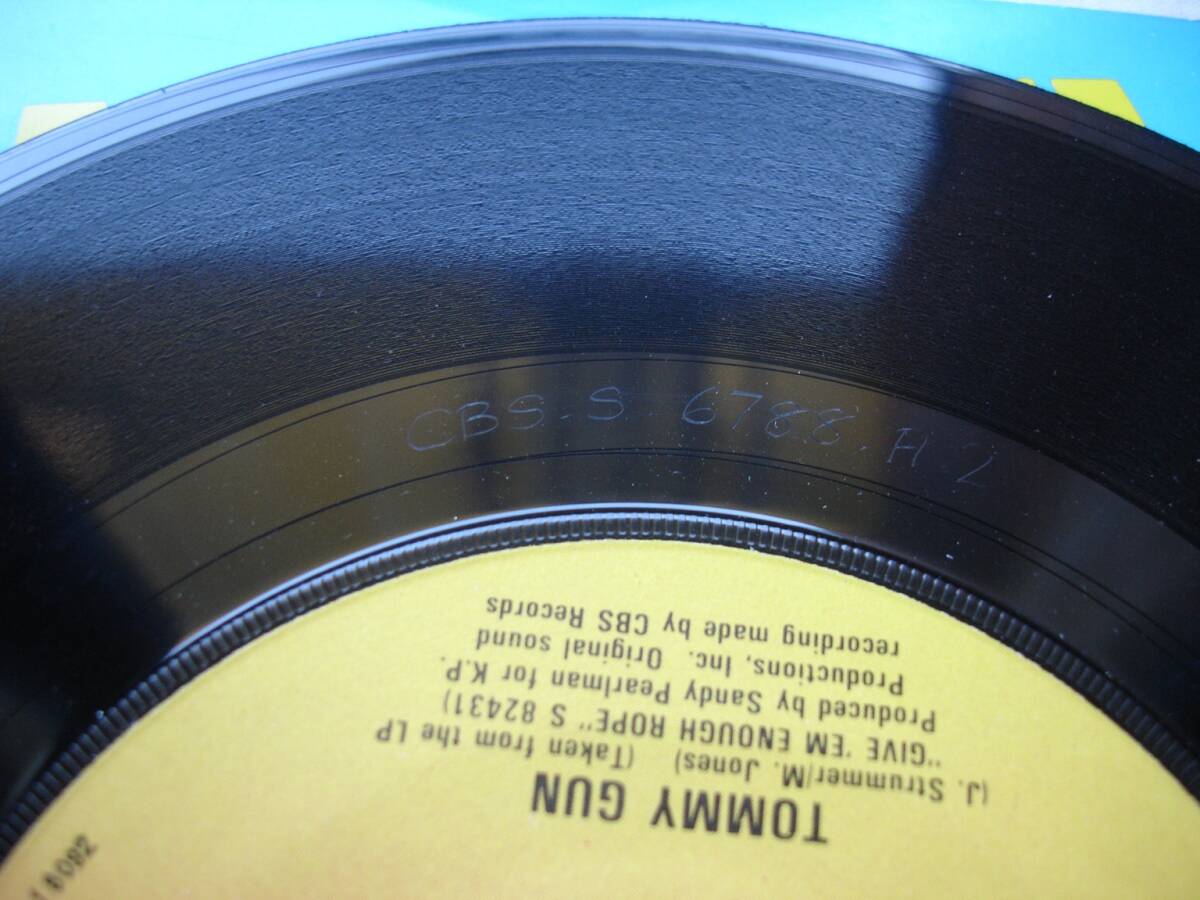 CBS-S 6788 A 2
TOMMY GUN
(J. Strummer/M. Jones) (Taken from the LP
"GIVE 'EM ENOUGH ROPE" S 82431)
Produced by Sandy Pearlman for K.P.
Productions, Inc. Original sound
recording made by CBS Records